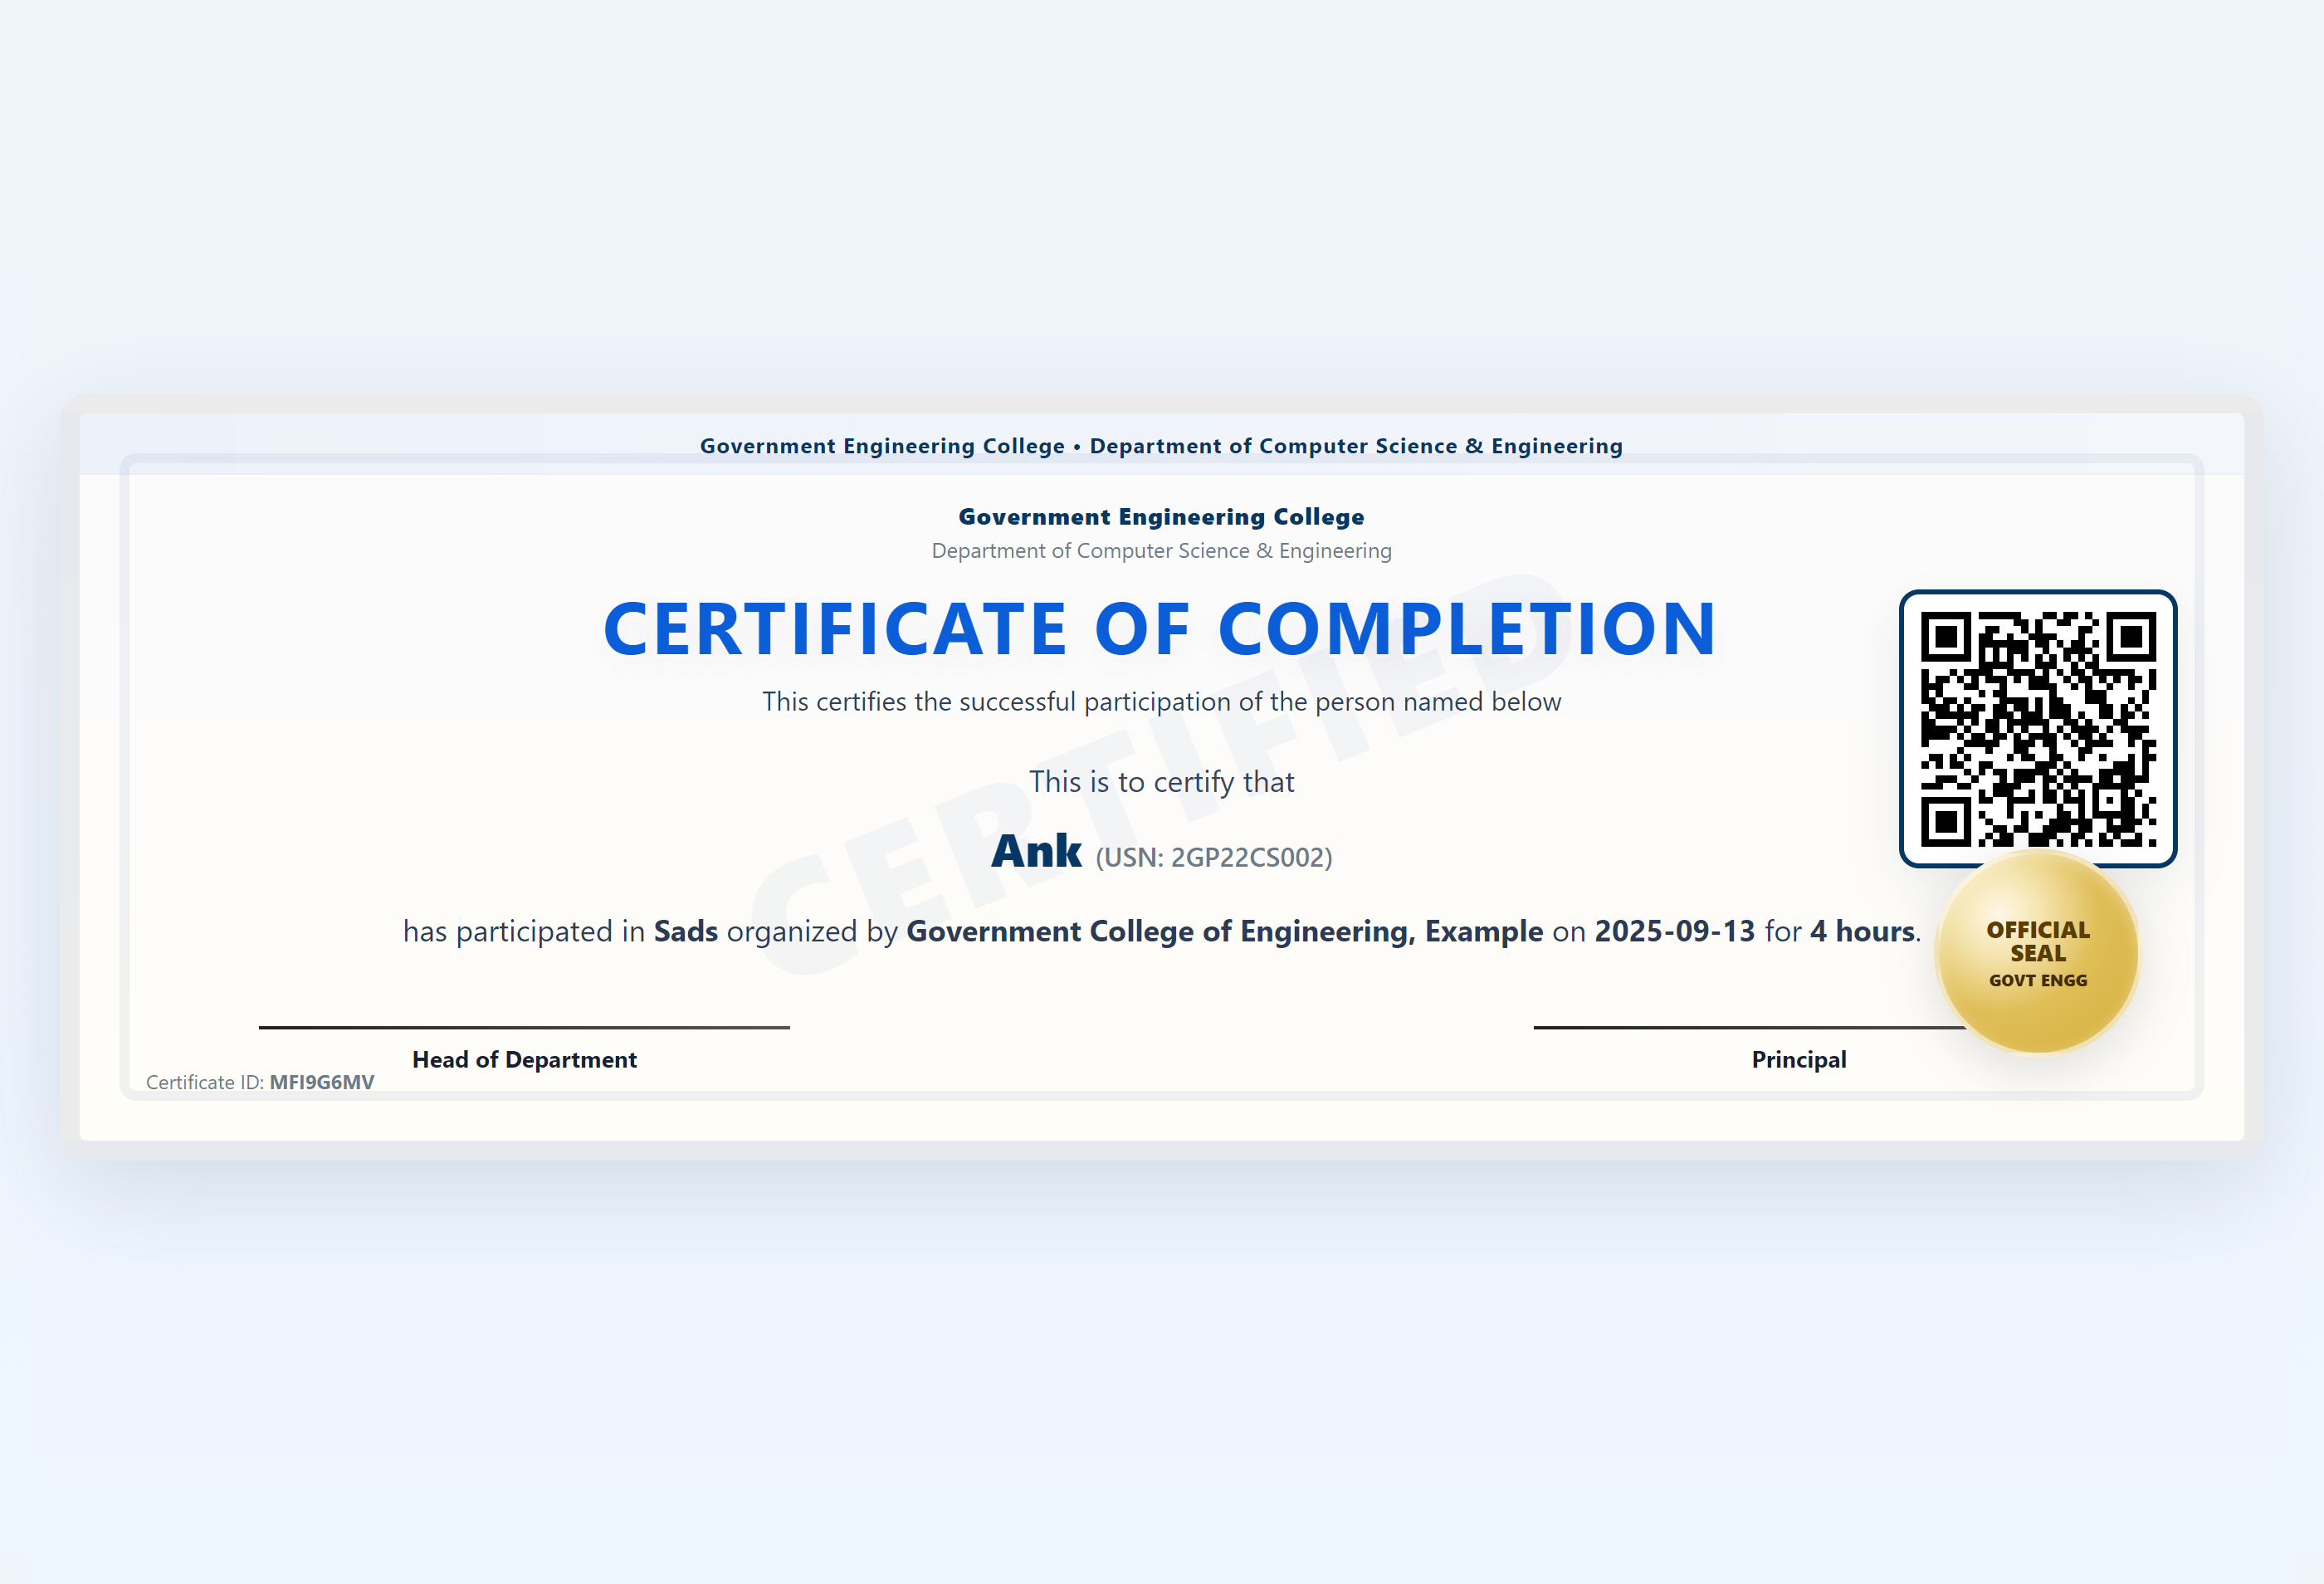 Government Engineering College • Department of Computer Science & Engineering
Government Engineering College
Department of Computer Science & Engineering
CERTIFICATE OF COMPLETION
This certifies the successful participation of the person named below
CERTIFIED
This is to certify that
Ank (USN: 2GP22CS002)
has participated in Sads organized by Government College of Engineering, Example on 2025-09-13 for 4 hours.
OFFICIAL
SEAL
GOVT ENGG
Head of Department
Principal
Certificate ID: MFI9G6MV